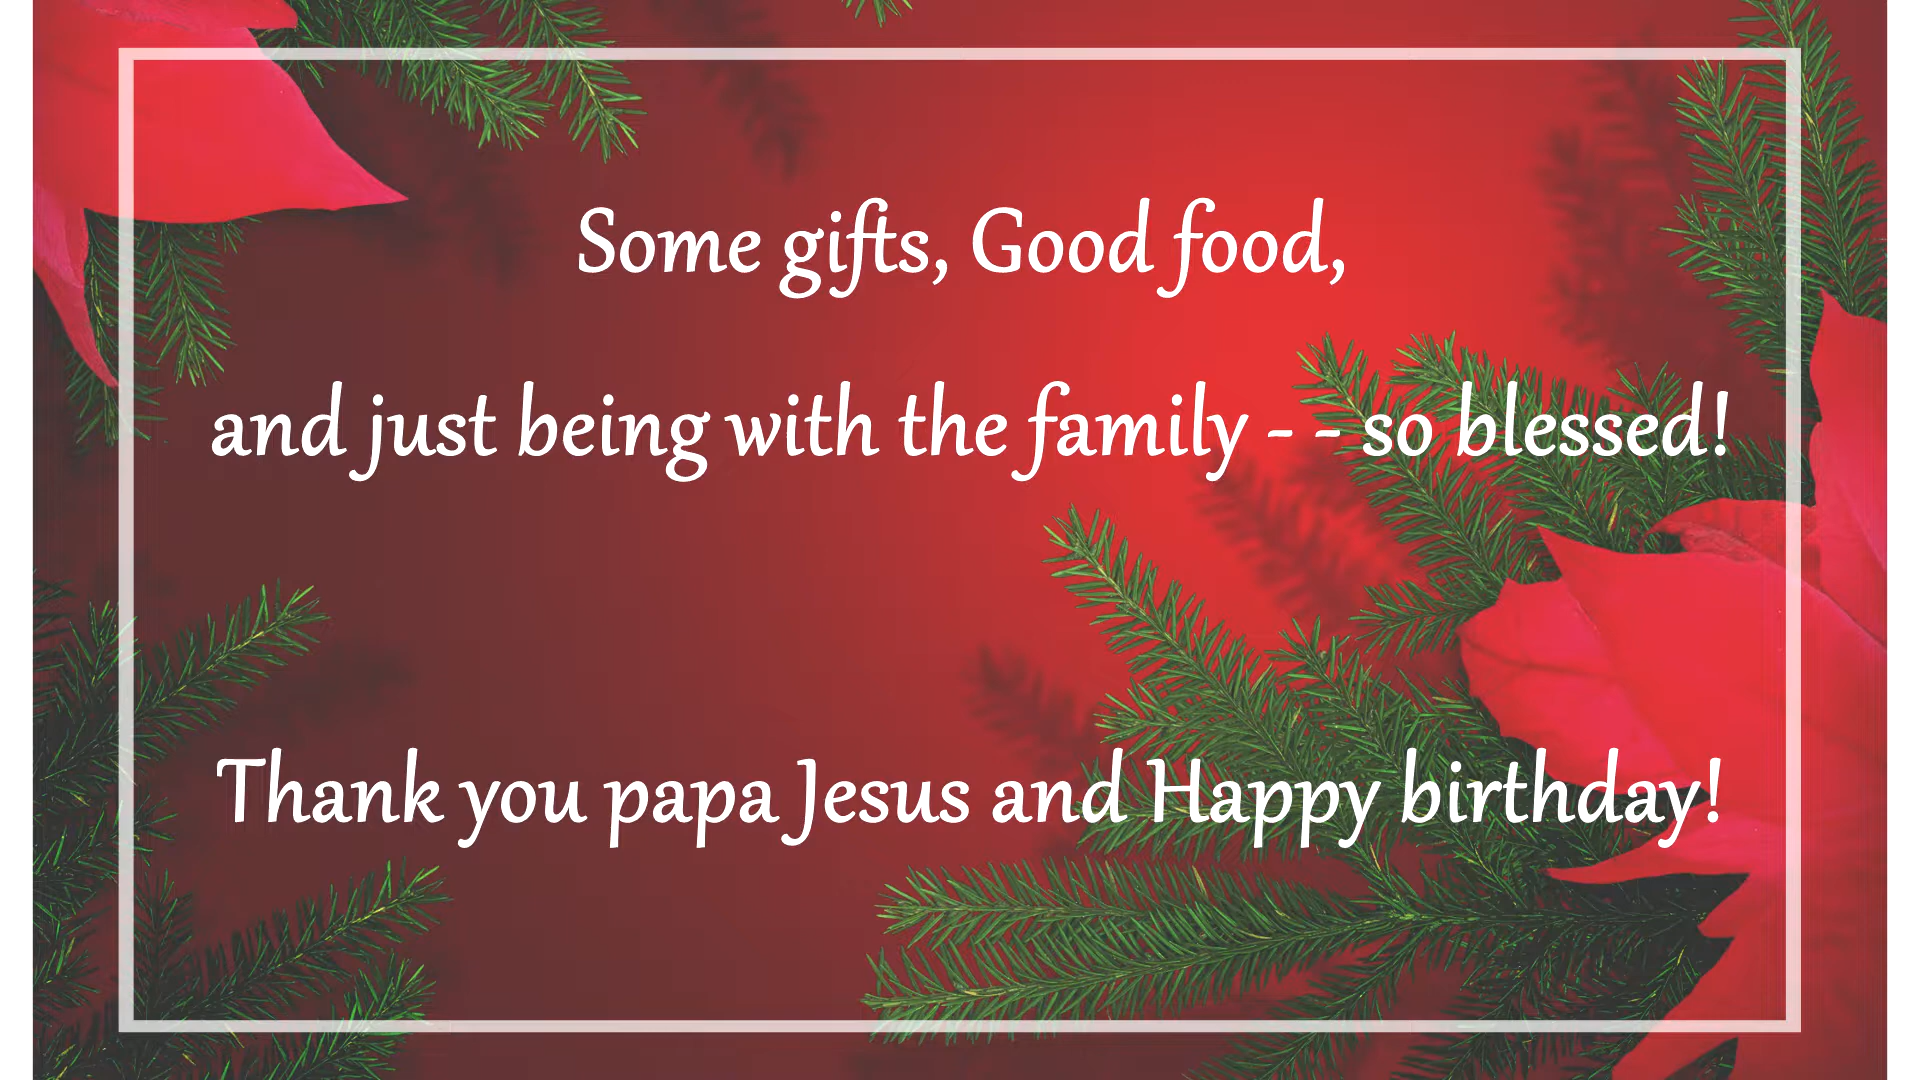 Some gifts, Good food,
and just being with the family - - so blessed!
Thank you papa Jesus and Happy birthday!